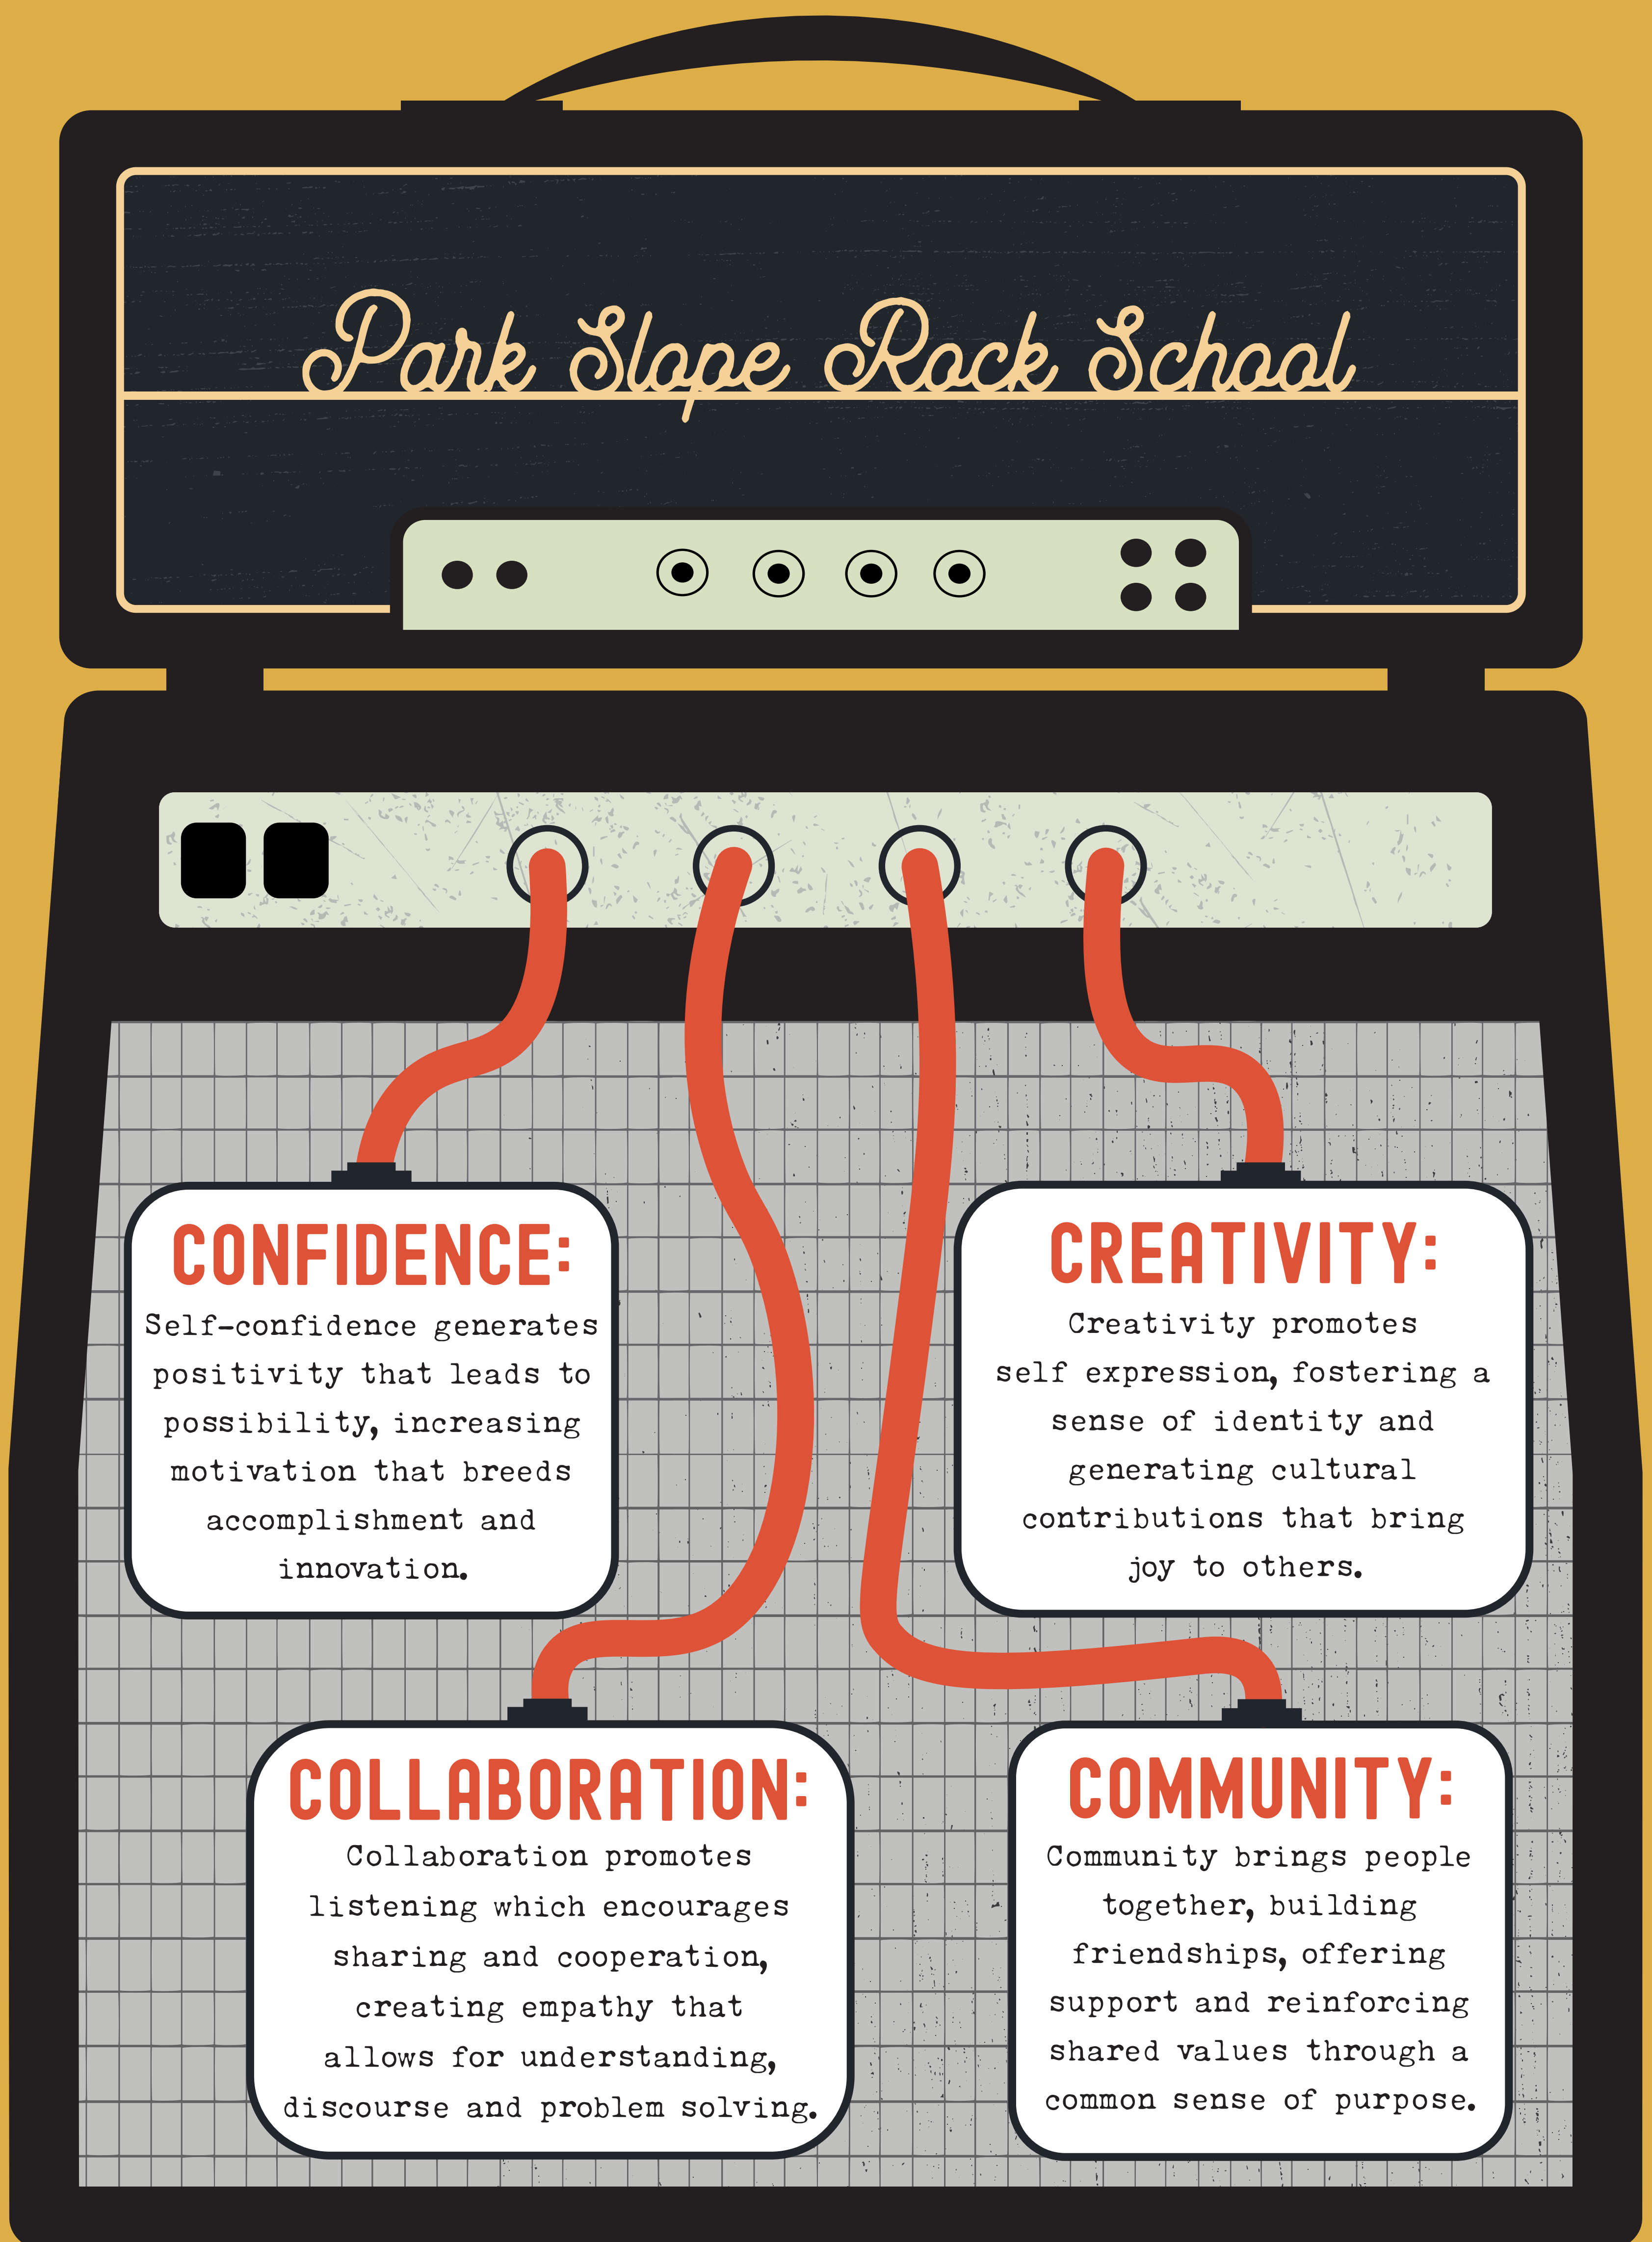 Park Slope Rock School
CONFIDENCE:
Self-confidence generates
positivity that leads to
possibility, increasing
motivation that breeds
accomplishment and
innovation.
CREATIVITY:
Creativity promotes
self expression, fostering a
sense of identity and
generating cultural
contributions that bring
joy to others.
COLLABORATION:
Collaboration promotes
listening which encourages
sharing and cooperation,
creating empathy that
allows for understanding,
discourse and problem solving.
COMMUNITY:
Community brings people
together, building
friendships, offering
support and reinforcing
shared values through a
common sense of purpose.